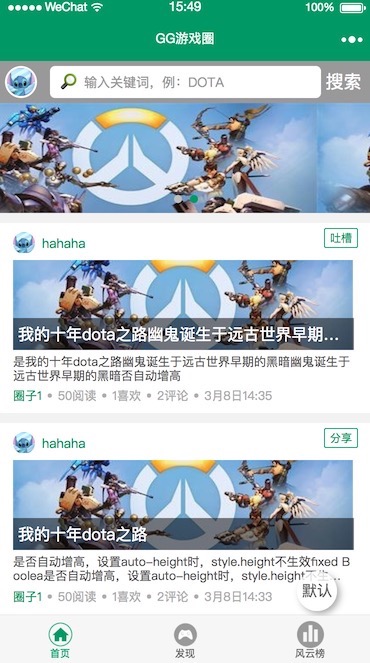 WeChat 15:49 100%
GG游戏圈
输入关键词，例：DOTA 搜索
hahaha 吐槽
我的十年dota之路幽鬼诞生于远古世界早期...
是我的十年dota之路幽鬼诞生于远古世界早期的黑暗幽鬼诞生于
远古世界早期的黑暗否自动增高
圈子1 • 50阅读 • 1喜欢 • 2评论 • 3月8日14:35
hahaha 分享
我的十年dota之路
是否自动增高，设置auto-height时，style.height不生效fixed B
oolea是否自动增高，设置auto-height时，style.height不生...
圈子1 • 50阅读 • 1喜欢 • 2评论 • 3月8日14:33
默认
首页 发现 风云榜